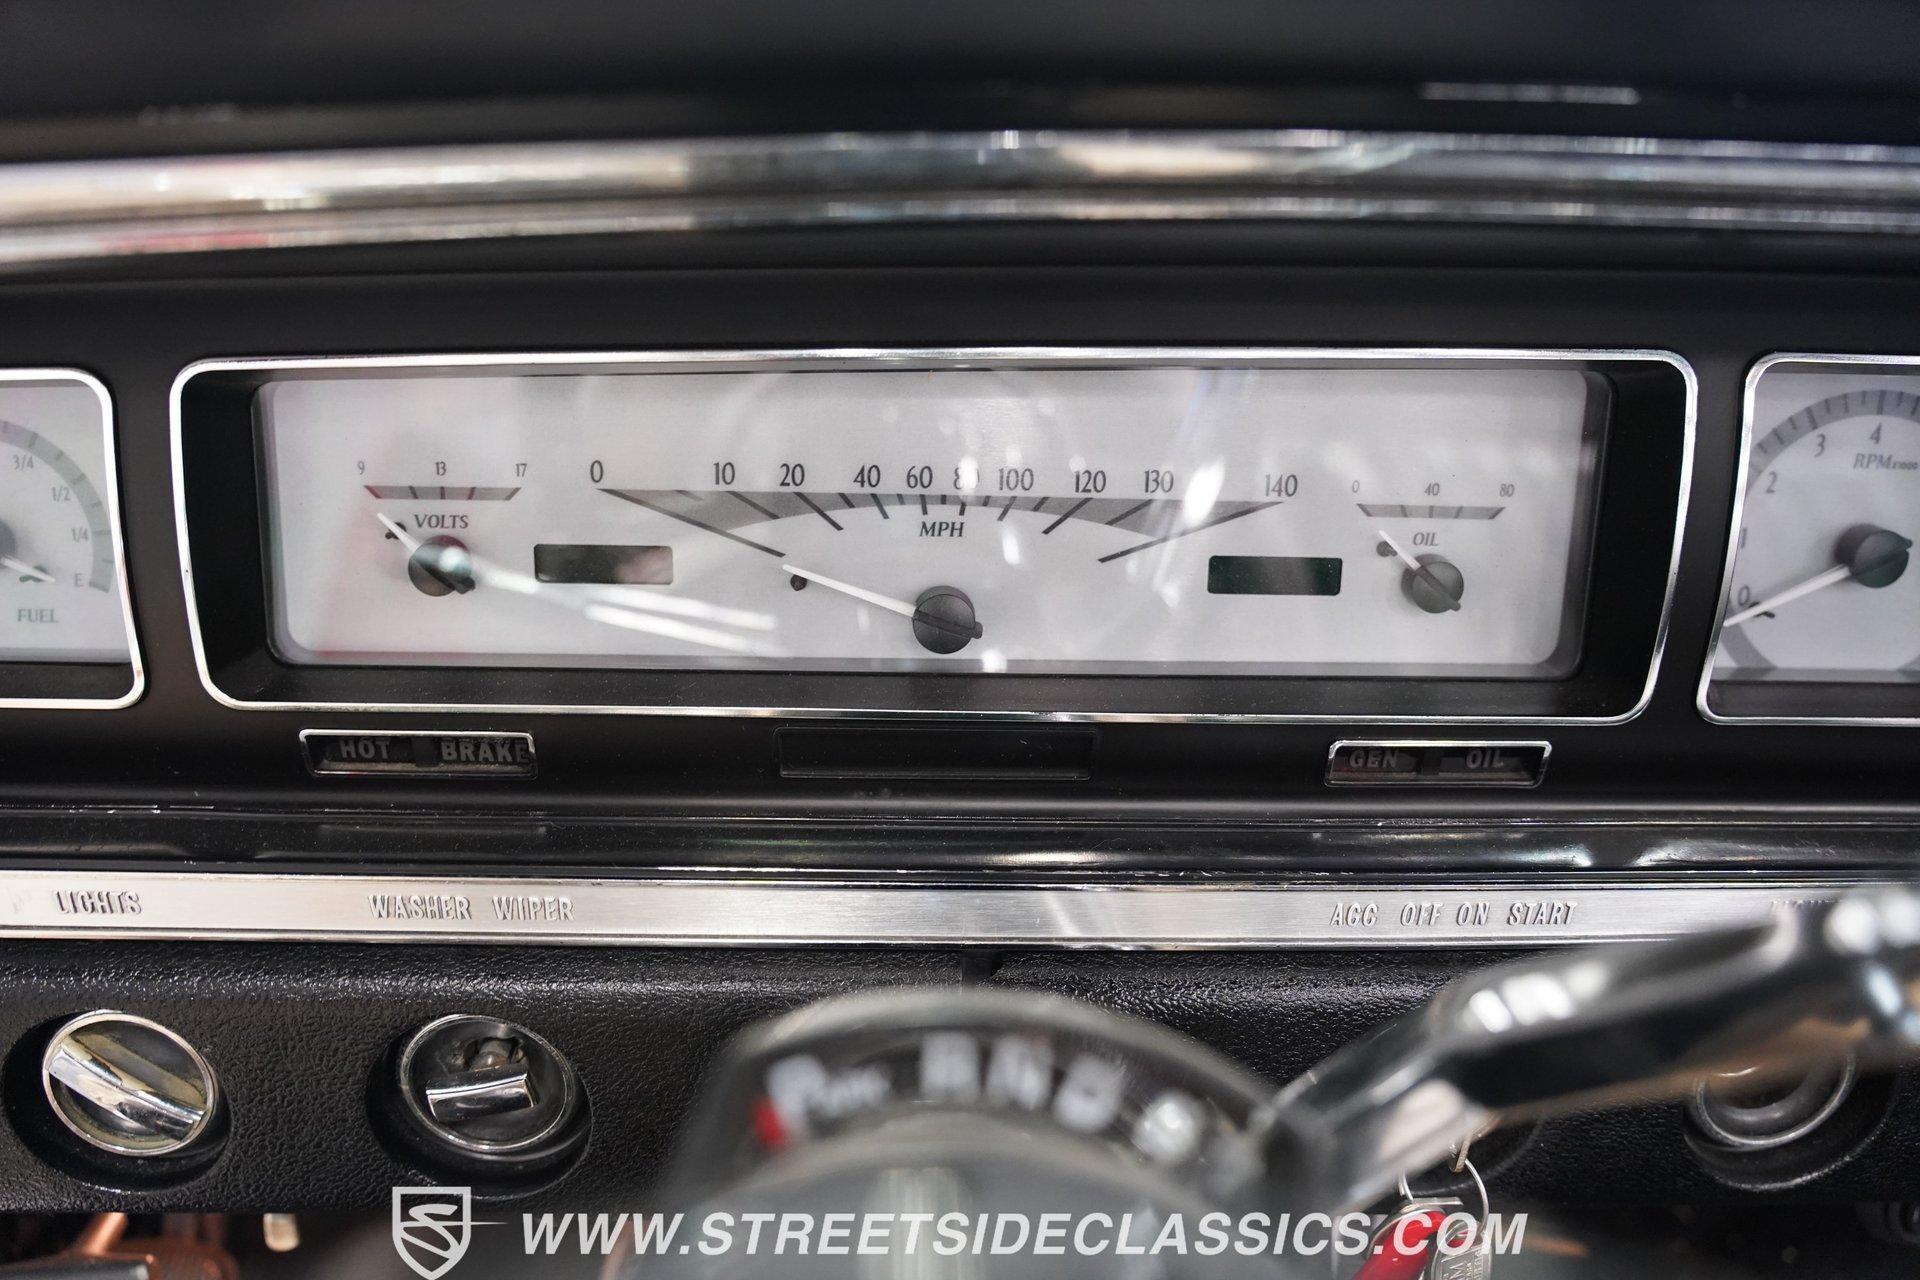 3/4
1/2
1/4
E
FUEL
9 13 17
VOLTS
0 10 20 40 60 80 100 120 130 140
MPH
0 40 80
OIL
0 1 2 3 4
RPMx1000
HOT BRAKE
GEN OIL
LIGHTS
WASHER WIPER
ACC OFF ON START
WWW.STREETSIDECLASSICS.COM